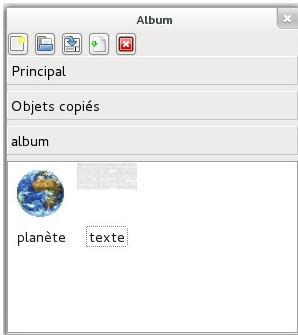 Album
Principal
Objets copiés
album
planète texte